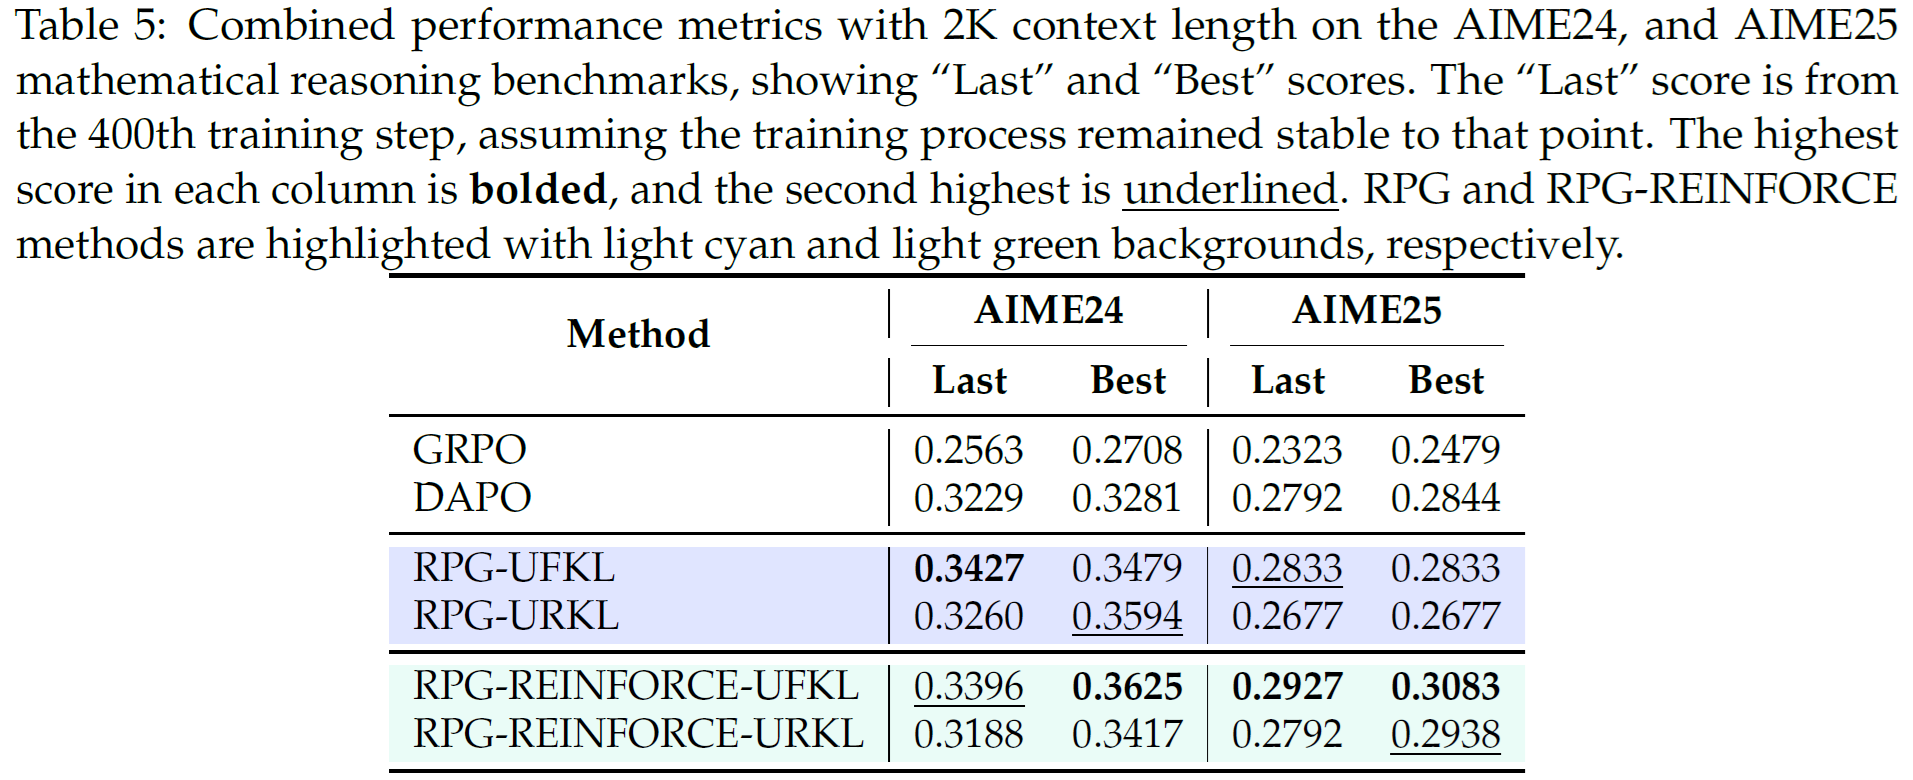 Table 5: Combined performance metrics with 2K context length on the AIME24, and AIME25
mathematical reasoning benchmarks, showing “Last” and “Best” scores. The “Last” score is from
the 400th training step, assuming the training process remained stable to that point. The highest
score in each column is bolded, and the second highest is underlined. RPG and RPG-REINFORCE
methods are highlighted with light cyan and light green backgrounds, respectively.
Method AIME24 AIME25
Last Best Last Best
GRPO 0.2563 0.2708 0.2323 0.2479
DAPO 0.3229 0.3281 0.2792 0.2844
RPG-UFKL 0.3427 0.3479 0.2833 0.2833
RPG-URKL 0.3260 0.3594 0.2677 0.2677
RPG-REINFORCE-UFKL 0.3396 0.3625 0.2927 0.3083
RPG-REINFORCE-URKL 0.3188 0.3417 0.2792 0.2938